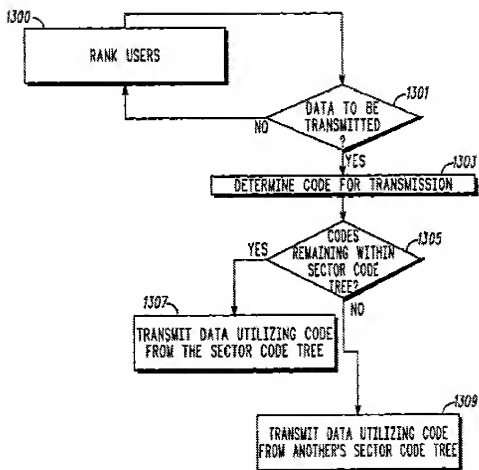 1300
RANK USERS
1301
DATA TO BE
TRANSMITTED
?
NO
YES
1303
DETERMINE CODE FOR TRANSMISSION
1305
CODES
REMAINING WITHIN
SECTOR CODE
TREE?
YES
NO
1307
TRANSMIT DATA UTILIZING CODE
FROM THE SECTOR CODE TREE
1309
TRANSMIT DATA UTILIZING CODE
FROM ANOTHER'S SECTOR CODE TREE